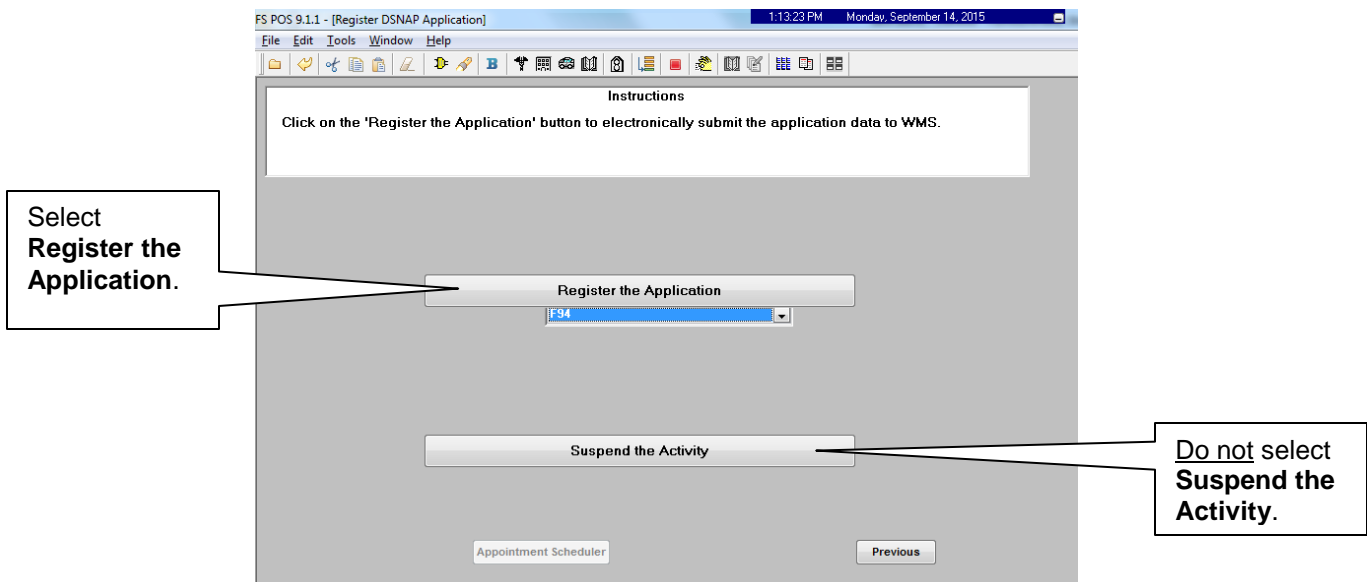 FS POS 9.1.1 - [Register DSNAP Application]
1:13:23 PM Monday, September 14, 2015
File Edit Tools Window Help
B
Instructions
Click on the 'Register the Application' button to electronically submit the application data to WMS.
Select
Register the
Application.
Register the Application
F94
Suspend the Activity
Do not select
Suspend the
Activity.
Appointment Scheduler
Previous